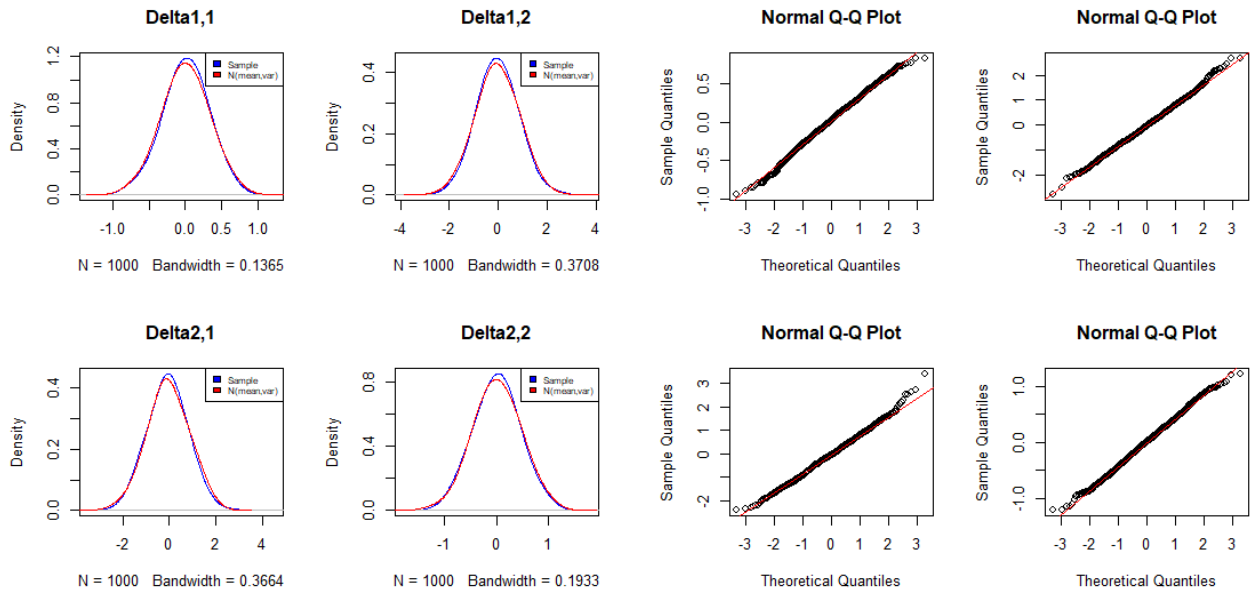 Delta1,1
Delta1,2
Normal Q-Q Plot
Normal Q-Q Plot
Density
0.0 0.4 0.8 1.2
Sample
N(mean,var)
-1.0 0.0 0.5 1.0
N = 1000 Bandwidth = 0.1365
Density
0.0 0.2 0.4
Sample
N(mean,var)
-4 -2 0 2 4
N = 1000 Bandwidth = 0.3708
Sample Quantiles
-1.0 -0.5 0.0 0.5
-3 -2 -1 0 1 2 3
Theoretical Quantiles
Sample Quantiles
-2 0 1 2
-3 -2 -1 0 1 2 3
Theoretical Quantiles
Delta2,1
Delta2,2
Normal Q-Q Plot
Normal Q-Q Plot
Density
0.0 0.2 0.4
Sample
N(mean,var)
-2 0 2 4
N = 1000 Bandwidth = 0.3664
Density
0.0 0.4 0.8
Sample
N(mean,var)
-1 0 1
N = 1000 Bandwidth = 0.1933
Sample Quantiles
-2 0 1 2 3
-3 -2 -1 0 1 2 3
Theoretical Quantiles
Sample Quantiles
-1.0 0.0 1.0
-3 -2 -1 0 1 2 3
Theoretical Quantiles